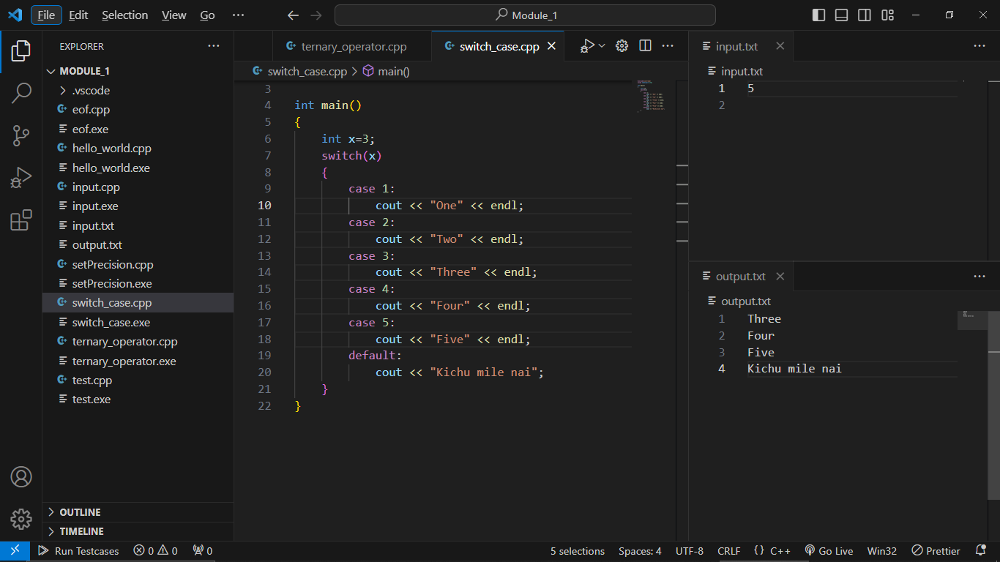 File Edit Selection View Go ···
Module_1
EXPLORER
MODULE_1
.vscode
eof.cpp
eof.exe
hello_world.cpp
hello_world.exe
input.cpp
input.exe
input.txt
output.txt
setPrecision.cpp
setPrecision.exe
switch_case.cpp
switch_case.exe
ternary_operator.cpp
ternary_operator.exe
test.cpp
test.exe
OUTLINE
TIMELINE
ternary_operator.cpp switch_case.cpp
switch_case.cpp > main()
3
4 int main()
5 {
6 int x=3;
7 switch(x)
8 {
9 case 1:
10 cout << "One" << endl;
11 case 2:
12 cout << "Two" << endl;
13 case 3:
14 cout << "Three" << endl;
15 case 4:
16 cout << "Four" << endl;
17 case 5:
18 cout << "Five" << endl;
19 default:
20 cout << "Kichu mile nai";
21 }
22 }
input.txt
input.txt
1 5
2
output.txt
output.txt
1 Three
2 Four
3 Five
4 Kichu mile nai
Run Testcases 0 0 0 5 selections Spaces: 4 UTF-8 CRLF {} C++ Go Live Win32 Prettier